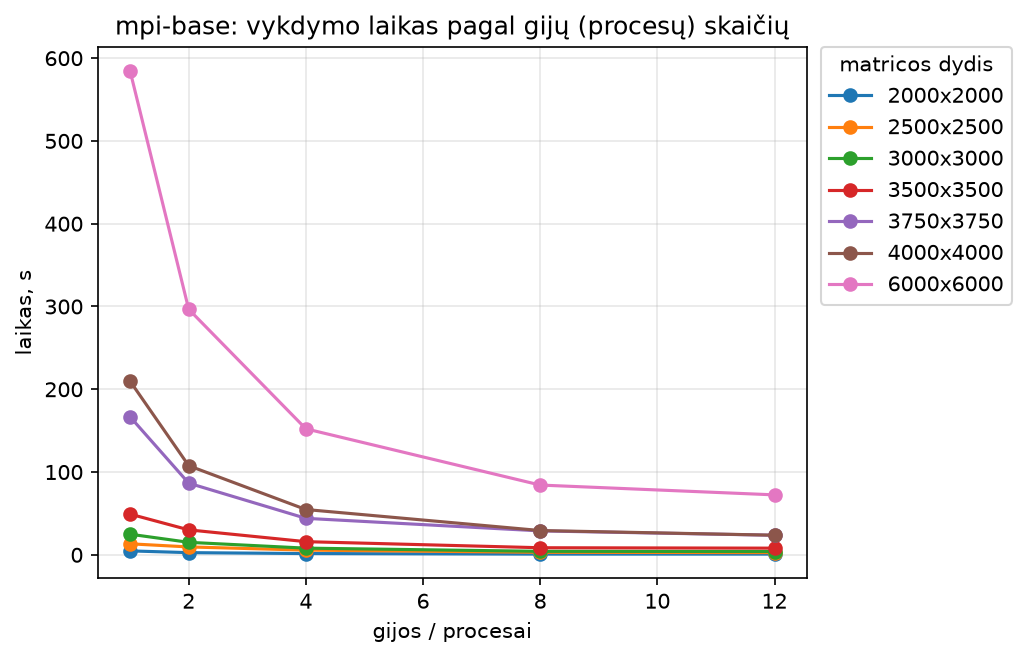 mpi-base: vykdymo laikas pagal gijų (procesų) skaičių
matricos dydis
2000x2000
2500x2500
3000x3000
3500x3500
3750x3750
4000x4000
6000x6000
600
500
400
300
200
100
0
laikas, s
2 4 6 8 10 12
gijos / procesai